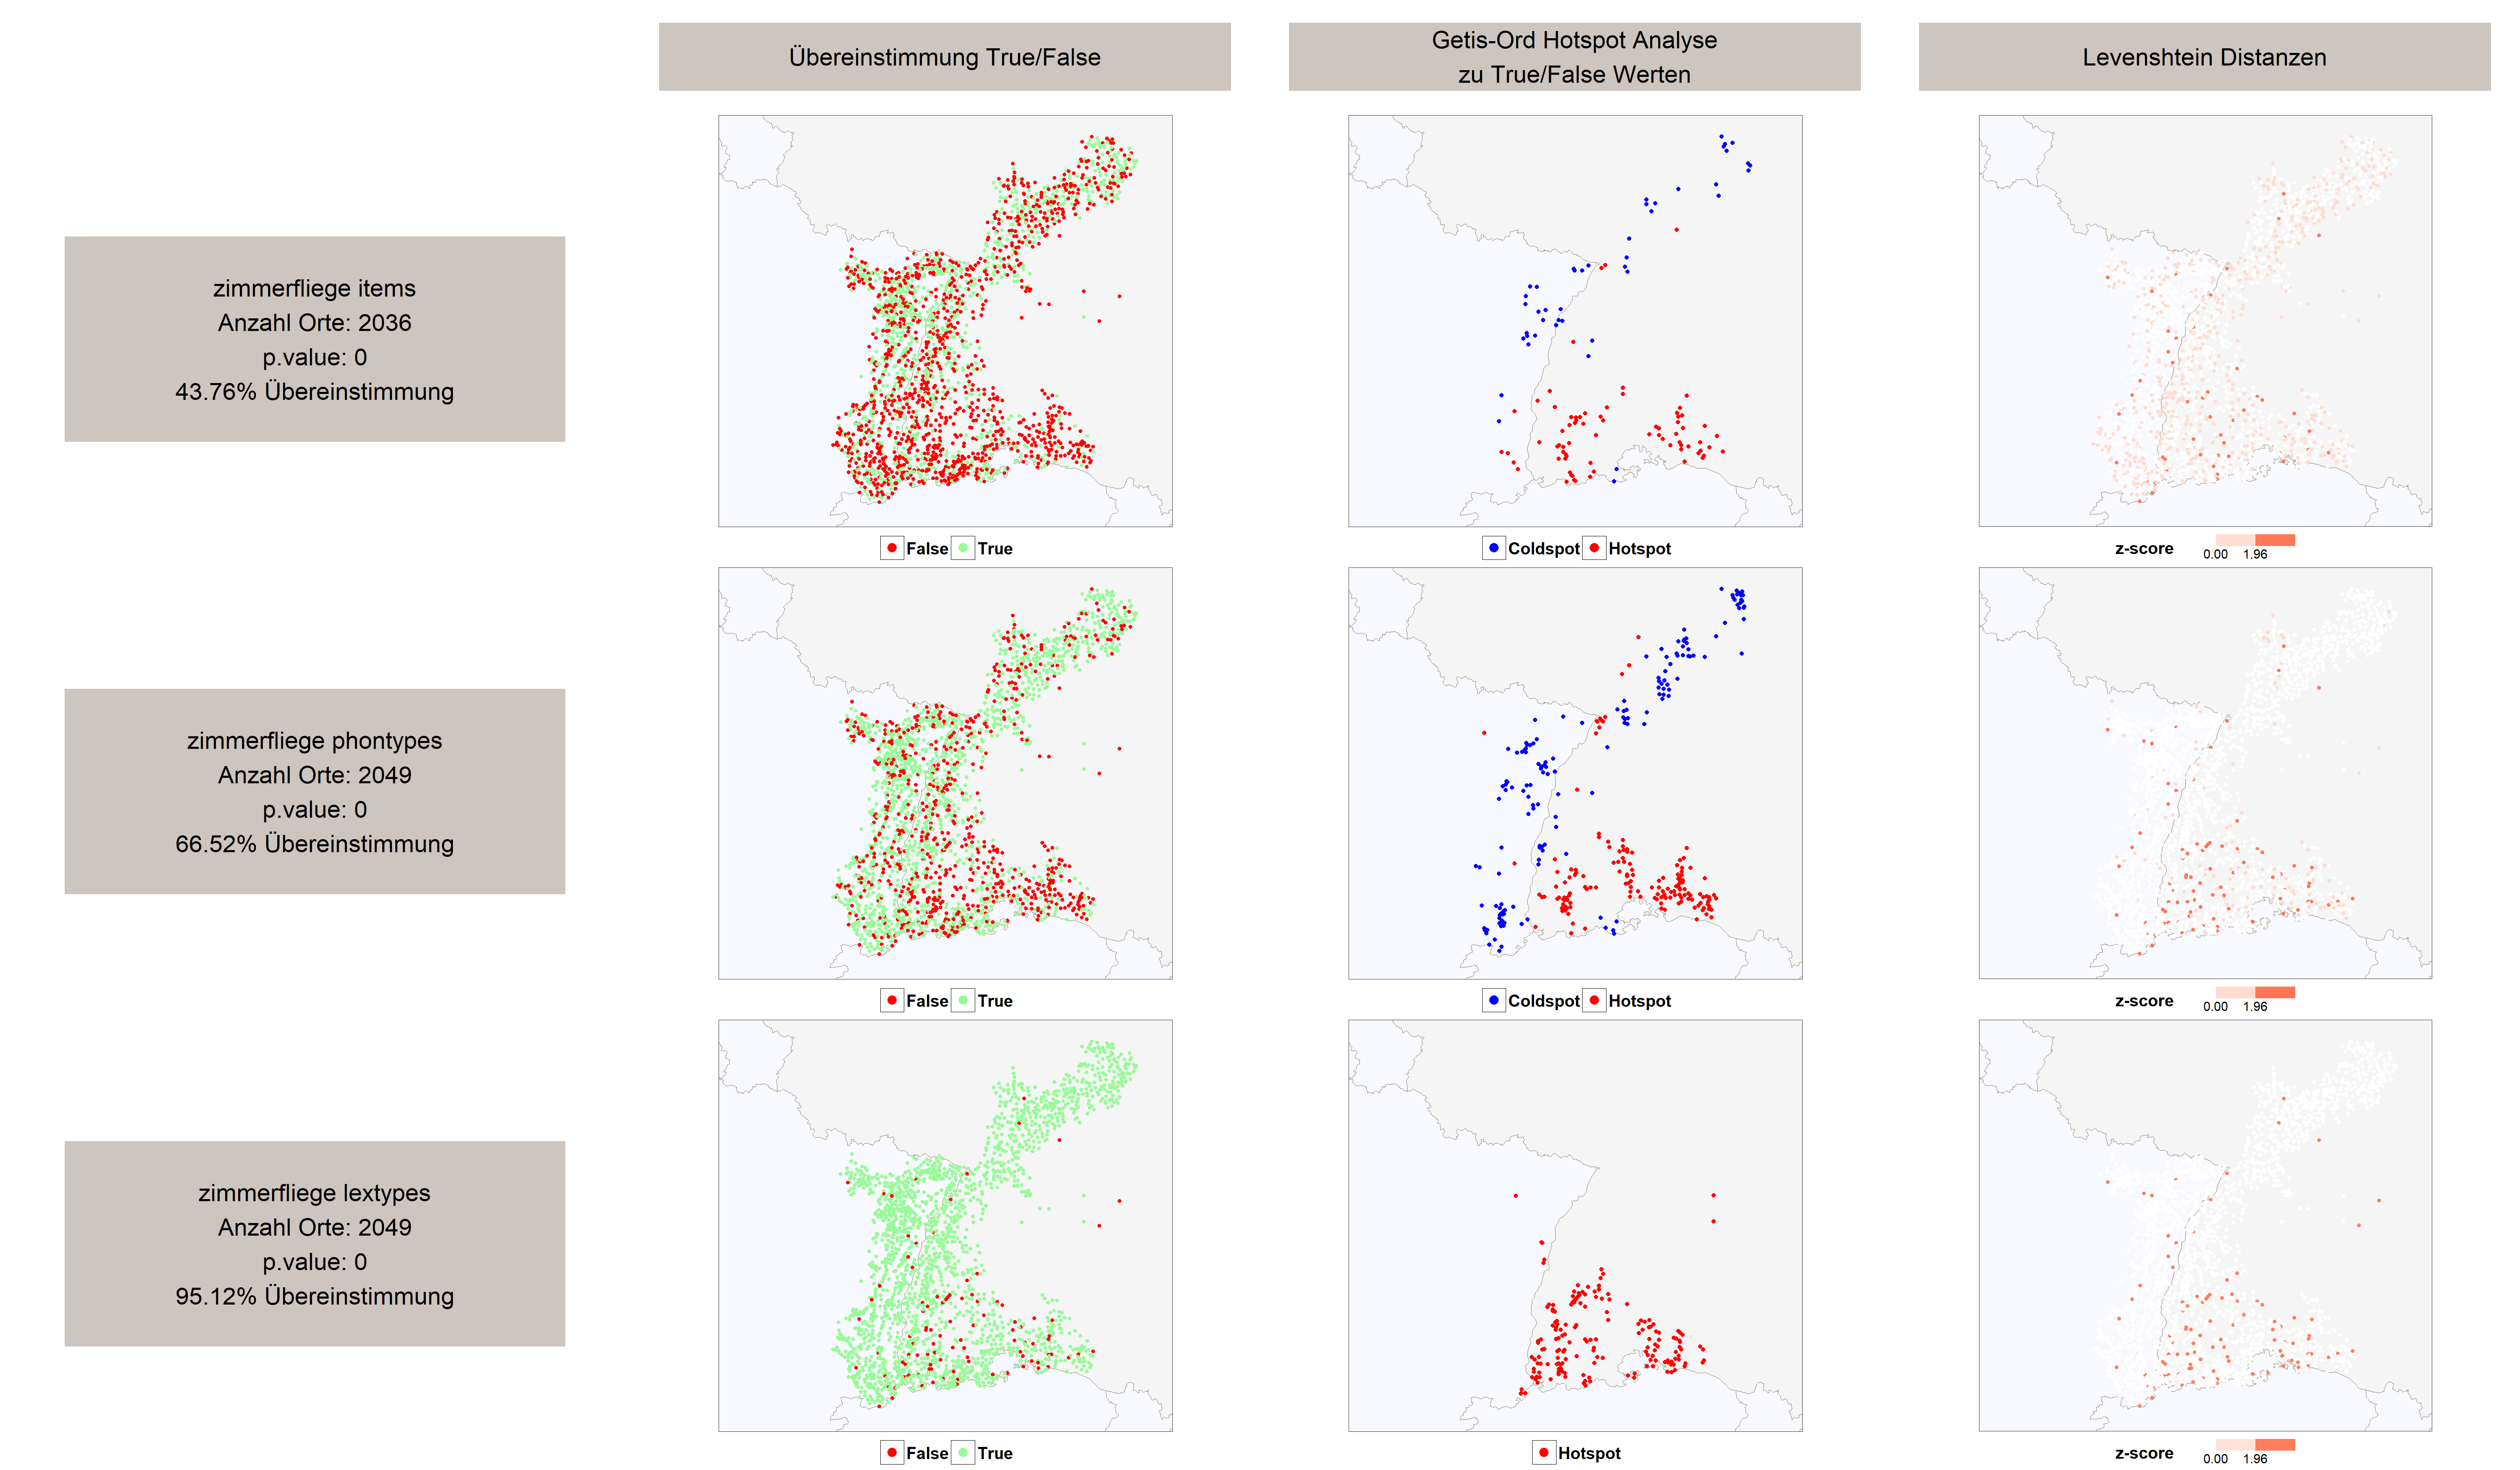 Übereinstimmung True/False
Getis-Ord Hotspot Analyse
zu True/False Werten
Levenshtein Distanzen
zimmerfliege items
Anzahl Orte: 2036
p.value: 0
43.76% Übereinstimmung
False True
Coldspot Hotspot
z-score
0.00 1.96
zimmerfliege phontypes
Anzahl Orte: 2049
p.value: 0
66.52% Übereinstimmung
False True
Coldspot Hotspot
z-score
0.00 1.96
zimmerfliege lextypes
Anzahl Orte: 2049
p.value: 0
95.12% Übereinstimmung
False True
Hotspot
z-score
0.00 1.96